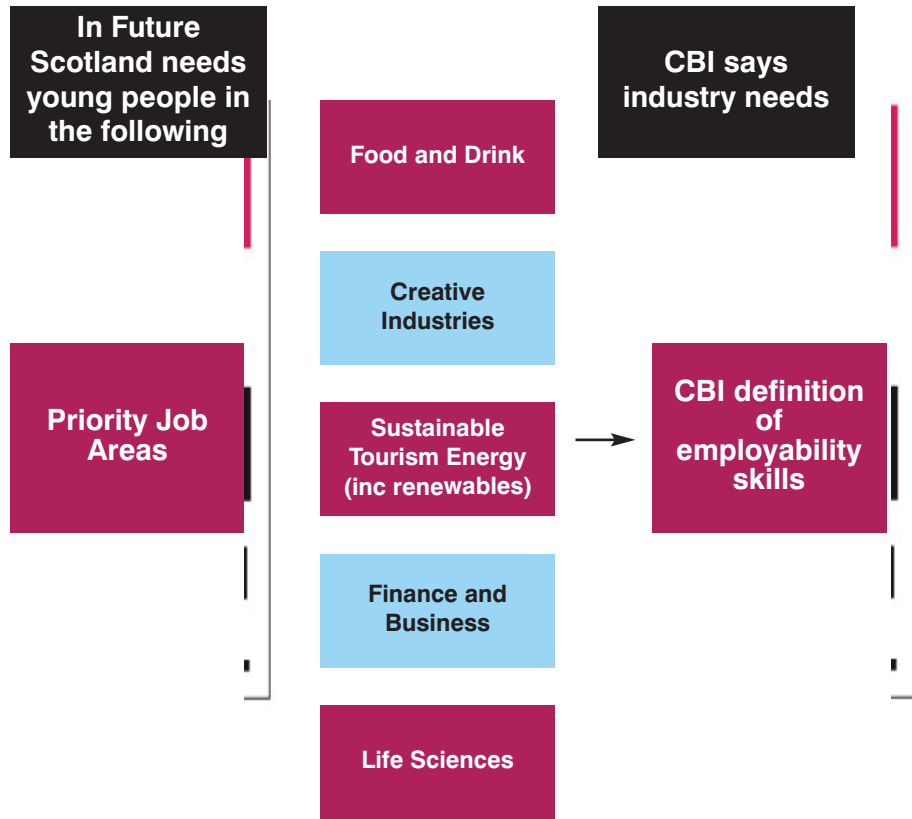 In Future
Scotland needs
young people in
the following
CBI says
industry needs
Food and Drink
Creative
Industries
Priority Job
Areas
Sustainable
Tourism Energy
(inc renewables)
CBI definition
of
employability
skills
Finance and
Business
Life Sciences